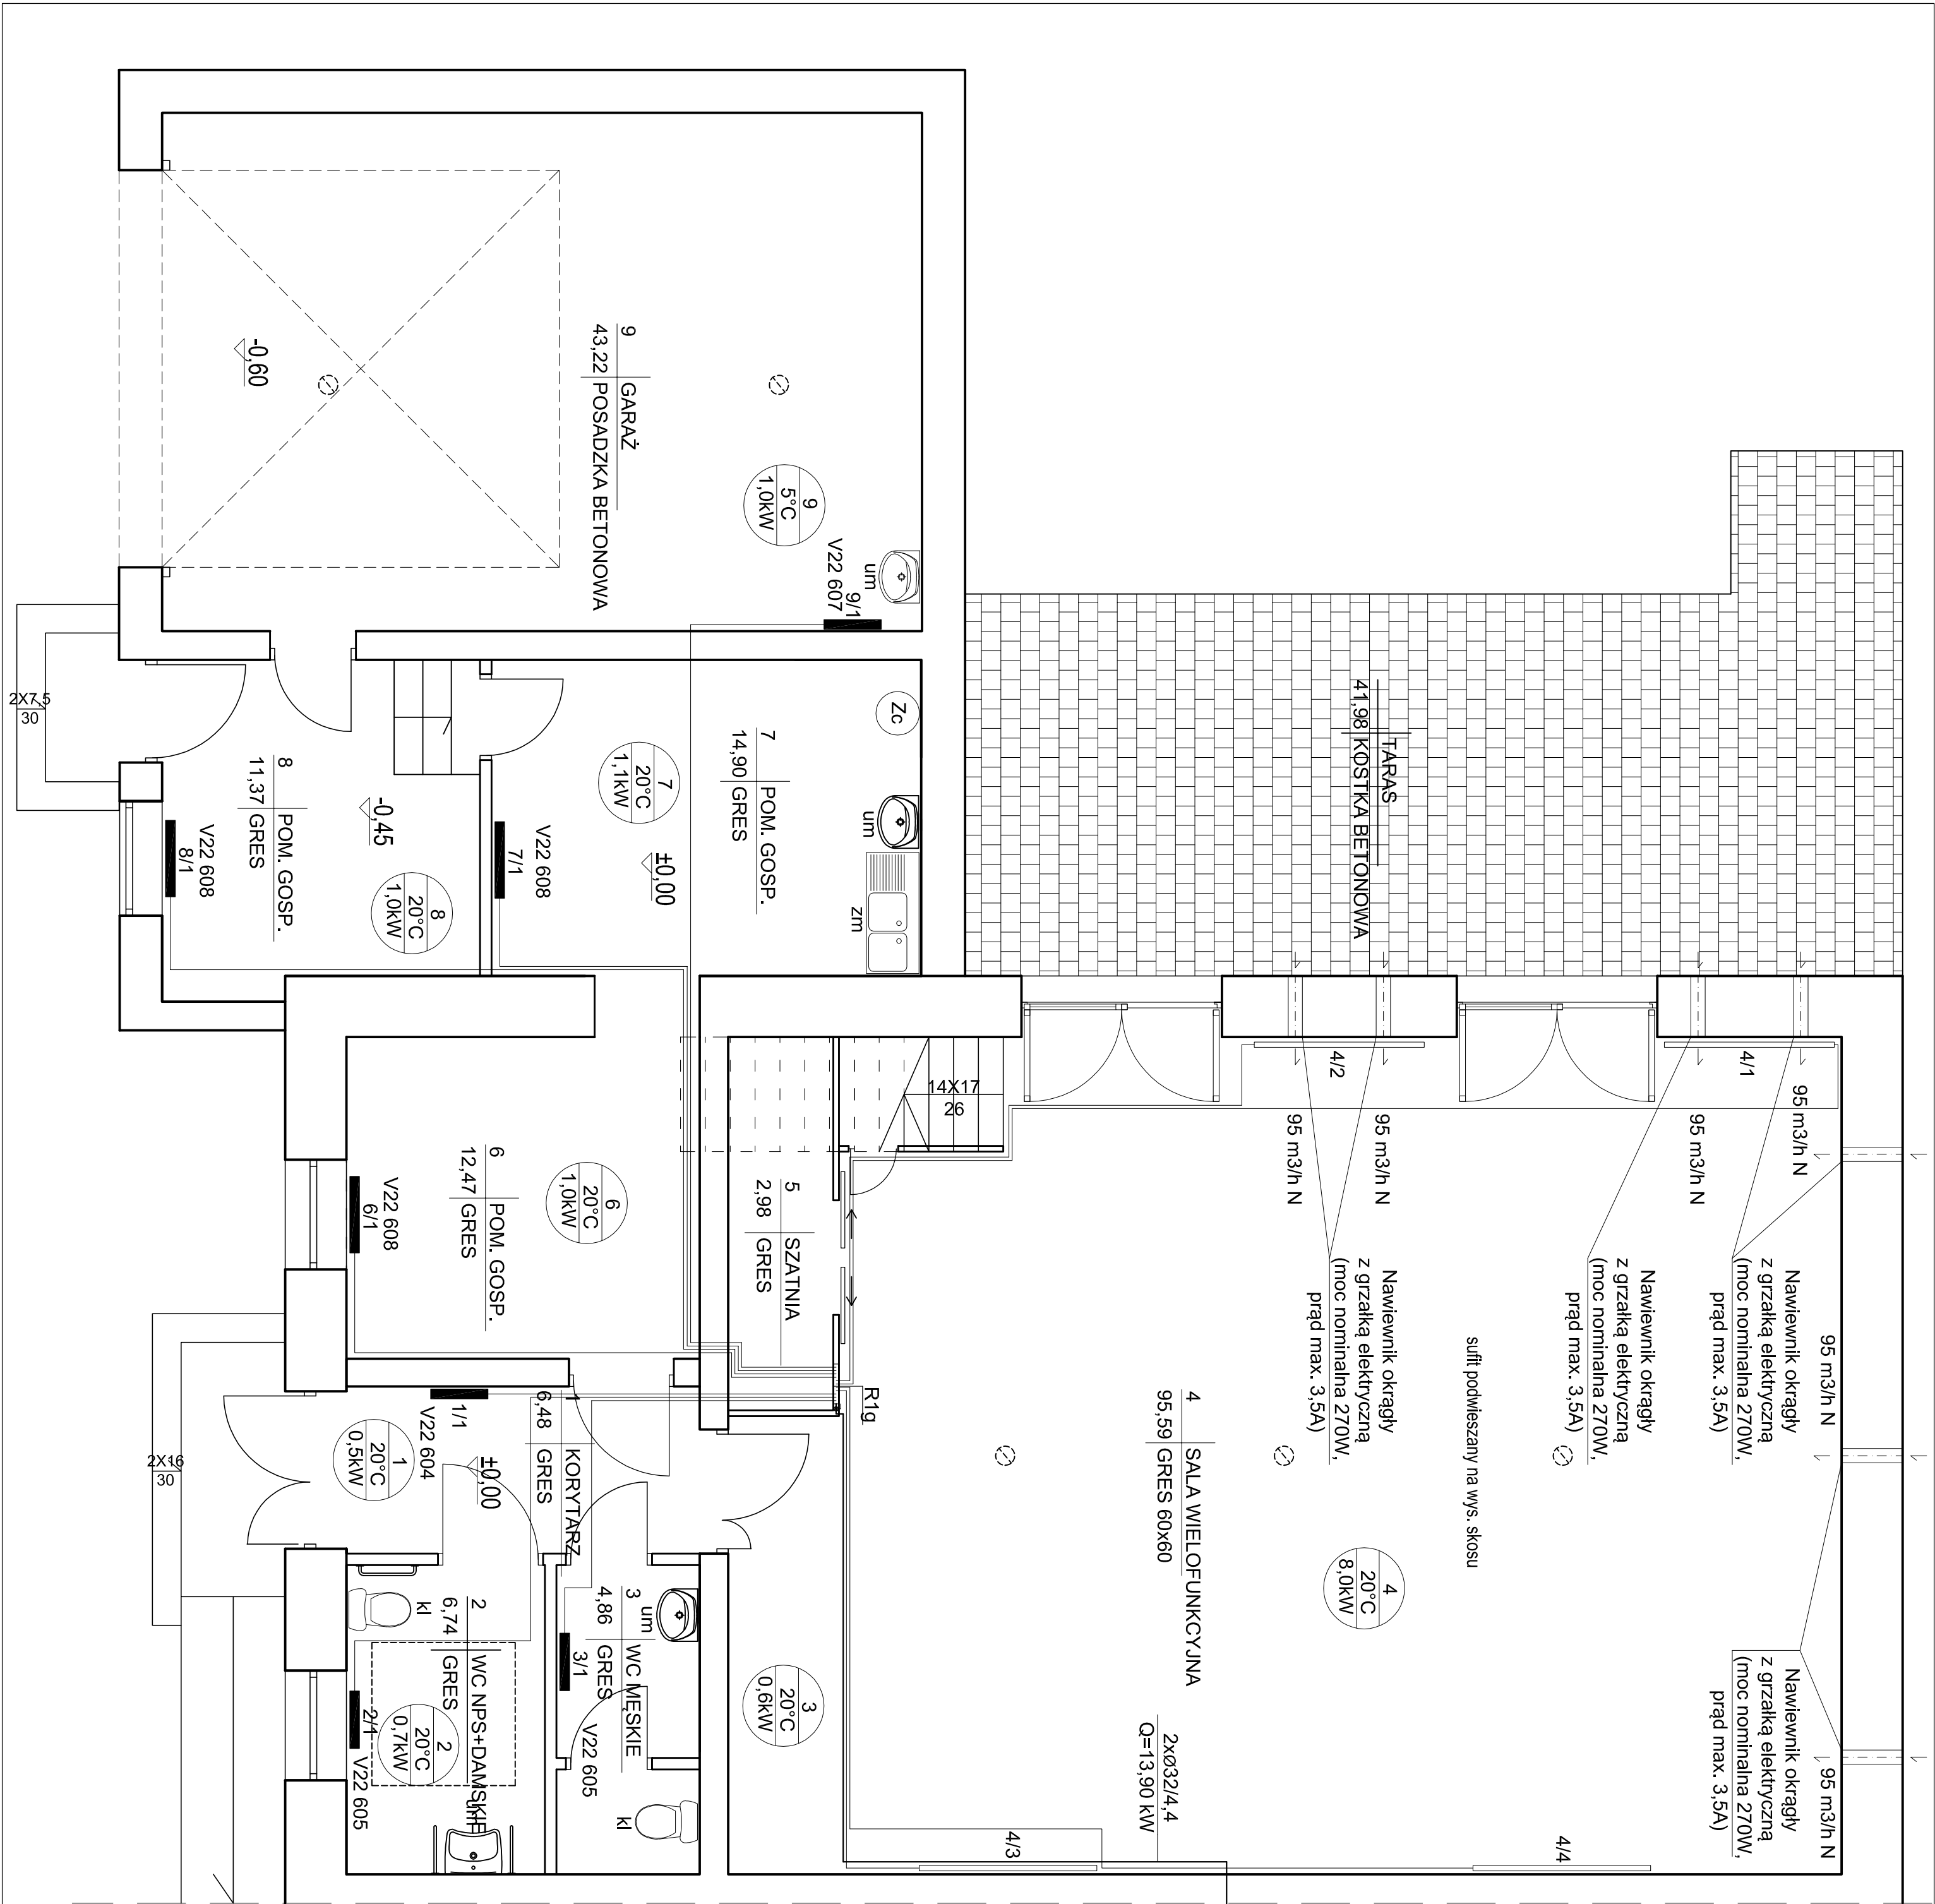 9 GARAŻ
43,22 POSADZKA BETONOWA
-0,60
9
5°C
1,0kW
um
9/1
V22 607
TARAS
41,98 KOSTKA BETONOWA
2X7,5
30
8 POM. GOSP.
11,37 GRES
-0,45
V22 608
8/1
8
20°C
1,0kW
7 POM. GOSP.
14,90 GRES
7
20°C
1,1kW
±0,00
Zc
um
zm
V22 608
7/1
6 POM. GOSP.
12,47 GRES
6
20°C
1,0kW
V22 608
6/1
5 SZATNIA
2,98 GRES
14X17
26
R1g
4/2
4/1
95 m3/h N
95 m3/h N
95 m3/h N
95 m3/h N
95 m3/h N
95 m3/h N
Nawiewnik okrągły
z grzałką elektryczną
(moc nominalna 270W,
prąd max. 3,5A)
Nawiewnik okrągły
z grzałką elektryczną
(moc nominalna 270W,
prąd max. 3,5A)
Nawiewnik okrągły
z grzałką elektryczną
(moc nominalna 270W,
prąd max. 3,5A)
Nawiewnik okrągły
z grzałką elektryczną
(moc nominalna 270W,
prąd max. 3,5A)
sufit podwieszany na wys. skosu
4 SALA WIELOFUNKCYJNA
95,59 GRES 60x60
4
20°C
8,0kW
2xø32/4,4
Q=13,90 kW
4/3
4/4
2X16
30
1 KORYTARZ
6,48 GRES
1/1
V22 604
1
20°C
0,5kW
±0,00
2 WC NPS+DAMSKIE
6,74 GRES
kl
um
2/1
V22 605
2
20°C
0,7kW
3 WC MĘSKIE
4,86 GRES
um
kl
3/1
V22 605
3
20°C
0,6kW